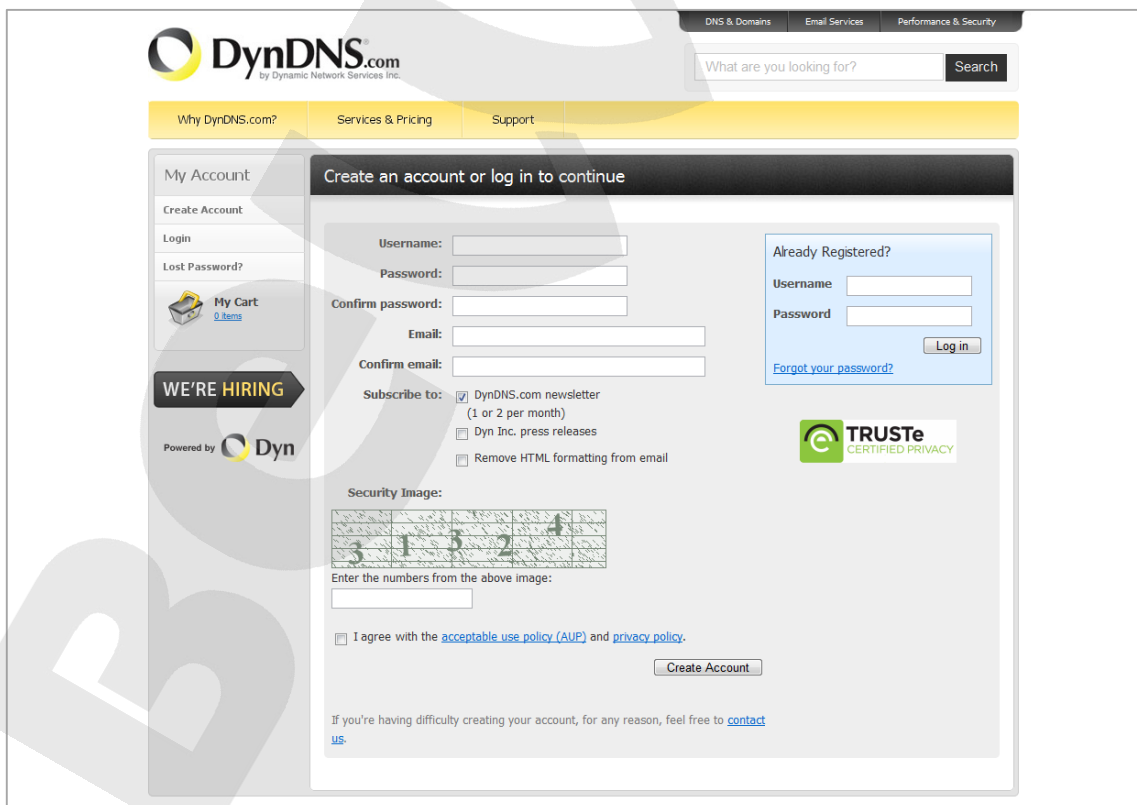 DNS & Domains
Email Services
Performance & Security
DynDNS.com
by Dynamic Network Services Inc.
What are you looking for?
Search
Why DynDNS.com?
Services & Pricing
Support
My Account
Create Account
Login
Lost Password?
My Cart
0 items
WE'RE HIRING
Powered by Dyn
Create an account or log in to continue
Username:
Password:
Confirm password:
Email:
Confirm email:
Subscribe to:
DynDNS.com newsletter
(1 or 2 per month)
Dyn Inc. press releases
Remove HTML formatting from email
Security Image:
3 1 3 2 4
Enter the numbers from the above image:
I agree with the acceptable use policy (AUP) and privacy policy.
Create Account
If you're having difficulty creating your account, for any reason, feel free to contact
us.
Already Registered?
Username
Password
Log in
Forgot your password?
TRUSTe
CERTIFIED PRIVACY